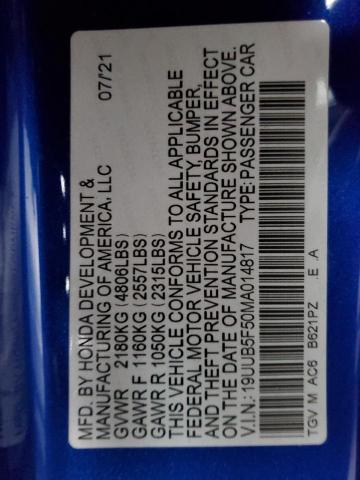 MFD. BY HONDA DEVELOPMENT & 07/'21
MANUFACTURING OF AMERICA, LLC
GVWR 2180KG (4806LBS)
GAWR F 1160KG (2557LBS)
GAWR R 1050KG (2315LBS)
THIS VEHICLE CONFORMS TO ALL APPLICABLE
FEDERAL MOTOR VEHICLE SAFETY, BUMPER,
AND THEFT PREVENTION STANDARDS IN EFFECT
ON THE DATE OF MANUFACTURE SHOWN ABOVE.
V.I.N.: 19UUB5F50MA014817 TYPE: PASSENGER CAR
TGV M AC6 B621PZ .E .A